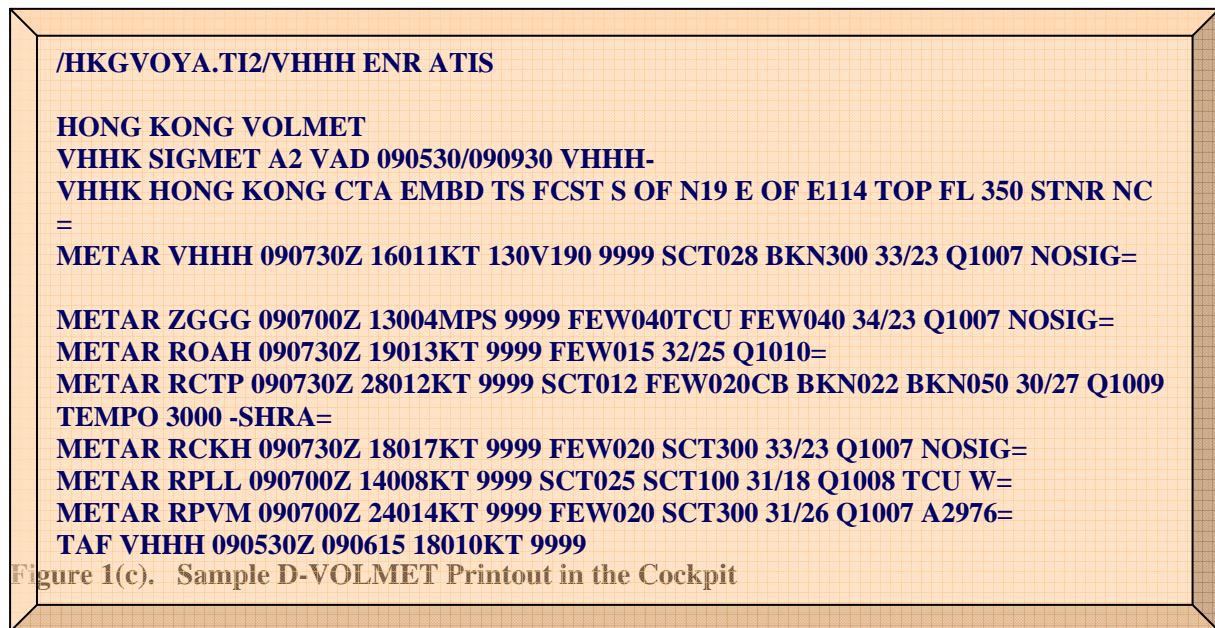 /HKGVOYA.TI2/VHHH ENR ATIS
HONG KONG VOLMET
VHHK SIGMET A2 VAD 090530/090930 VHHH-
VHHK HONG KONG CTA EMBD TS FCST S OF N19 E OF E114 TOP FL 350 STNR NC
=
METAR VHHH 090730Z 16011KT 130V190 9999 SCT028 BKN300 33/23 Q1007 NOSIG=
METAR ZGGG 090700Z 13004MPS 9999 FEW040TCU FEW040 34/23 Q1007 NOSIG=
METAR ROAH 090730Z 19013KT 9999 FEW015 32/25 Q1010=
METAR RCTP 090730Z 28012KT 9999 SCT012 FEW020CB BKN022 BKN050 30/27 Q1009
TEMPO 3000 -SHRA=
METAR RCKH 090730Z 18017KT 9999 FEW020 SCT300 33/23 Q1007 NOSIG=
METAR RPLL 090700Z 14008KT 9999 SCT025 SCT100 31/18 Q1008 TCU W=
METAR RPVM 090700Z 24014KT 9999 FEW020 SCT300 31/26 Q1007 A2976=
TAF VHHH 090530Z 090615 18010KT 9999
Figure 1(c). Sample D-VOLMET Printout in the Cockpit